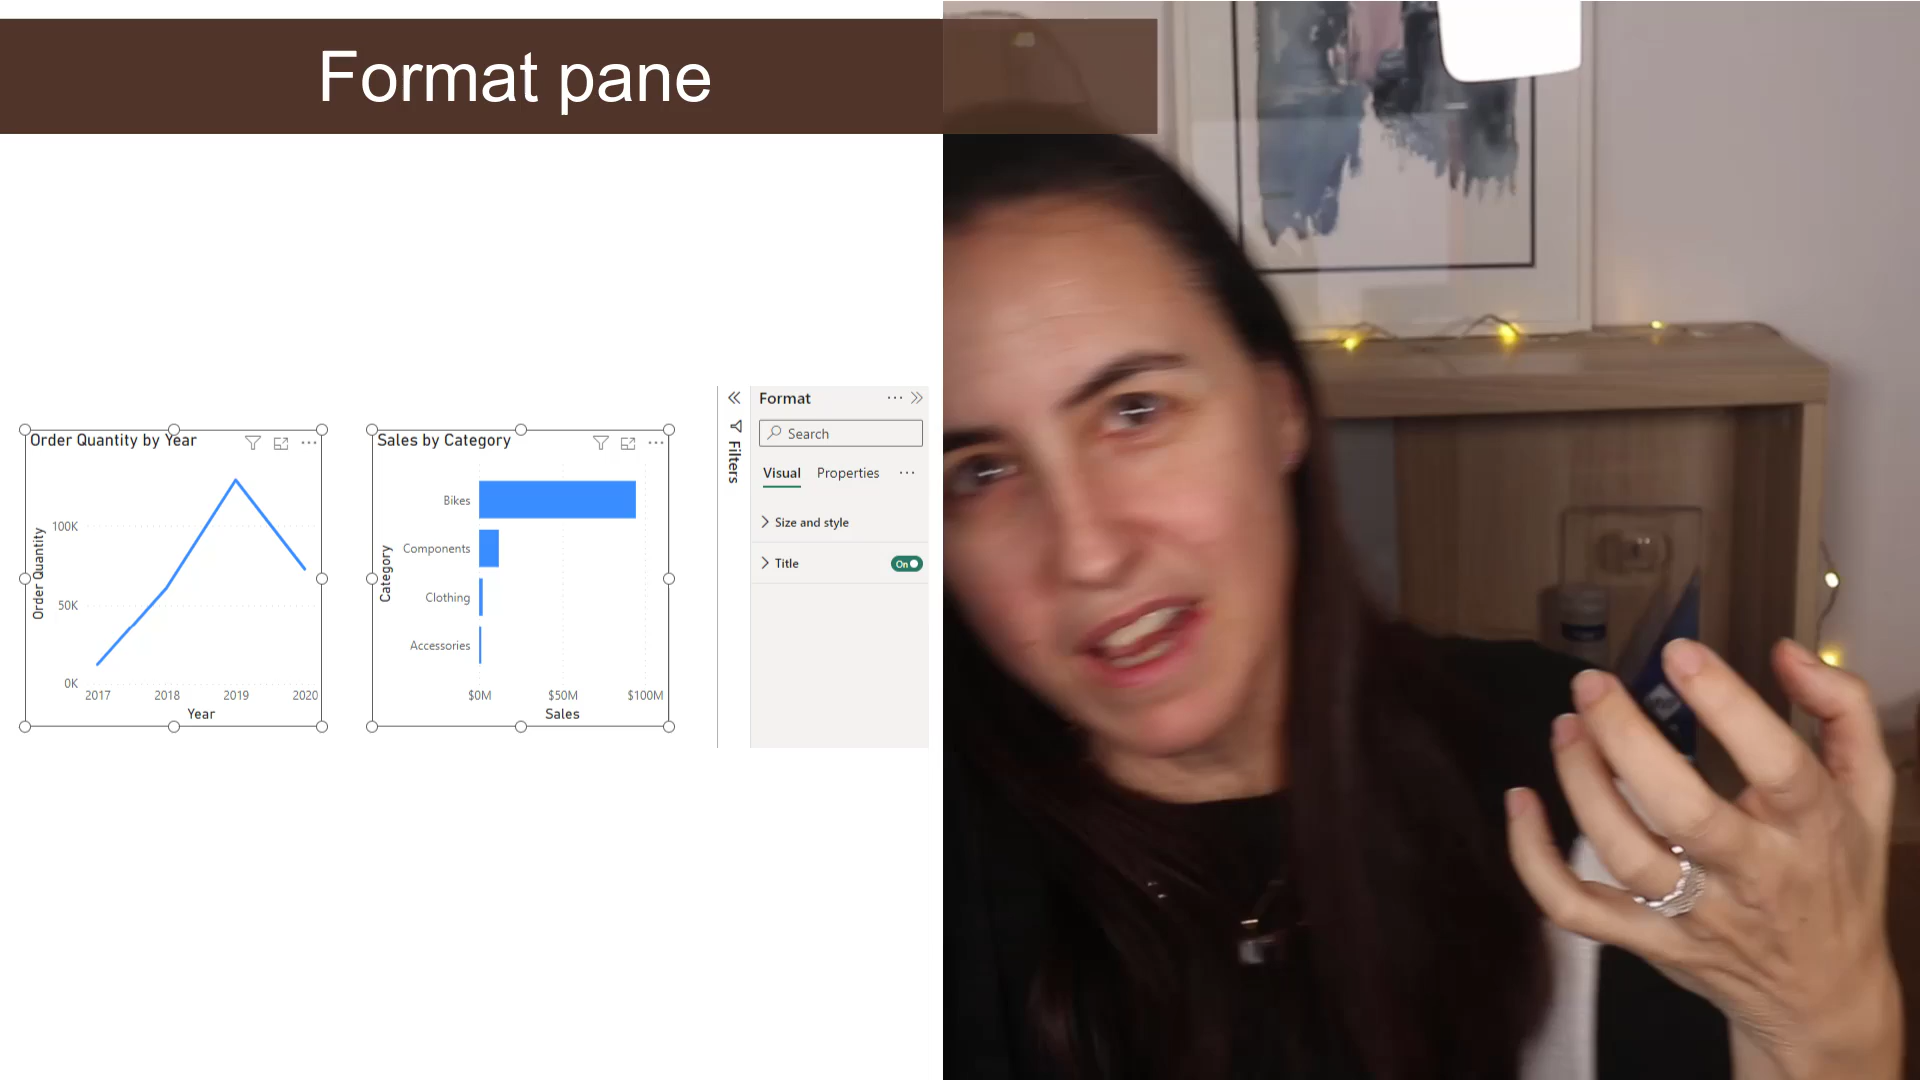 Format pane
Order Quantity by Year
Order Quantity
100K
50K
0K
2017 2018 2019 2020
Year
Sales by Category
Category
Bikes
Components
Clothing
Accessories
$0M $50M $100M
Sales
Filters
Format
Search
Visual Properties
Size and style
Title On